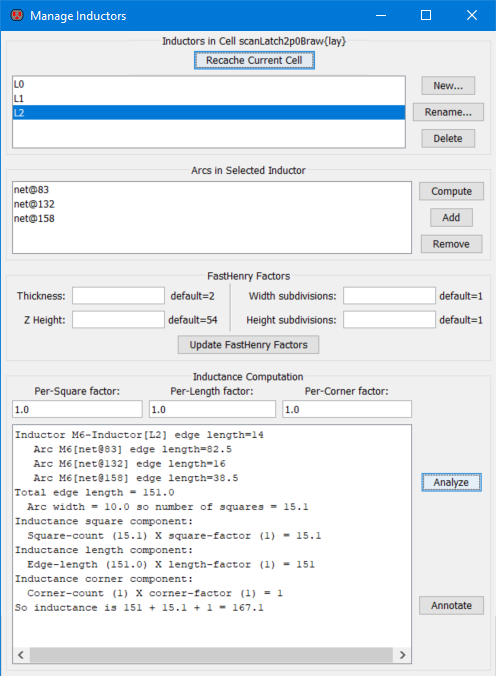 Manage Inductors
Inductors in Cell scanLatch2p0Braw{lay}
Recache Current Cell
L0
L1
L2
New...
Rename...
Delete
Arcs in Selected Inductor
net@83
net@132
net@158
Compute
Add
Remove
FastHenry Factors
Thickness: default=2 Width subdivisions: default=1
Z Height: default=54 Height subdivisions: default=1
Update FastHenry Factors
Inductance Computation
Per-Square factor: Per-Length factor: Per-Corner factor:
1.0 1.0 1.0
Inductor M6-Inductor[L2] edge length=14
Arc M6[net@83] edge length=82.5
Arc M6[net@132] edge length=16
Arc M6[net@158] edge length=38.5
Total edge length = 151.0
Arc width = 10.0 so number of squares = 15.1
Inductance square component:
Square-count (15.1) X square-factor (1) = 15.1
Inductance length component:
Edge-length (151.0) X length-factor (1) = 151
Inductance corner component:
Corner-count (1) X corner-factor (1) = 1
So inductance is 151 + 15.1 + 1 = 167.1
Analyze
Annotate